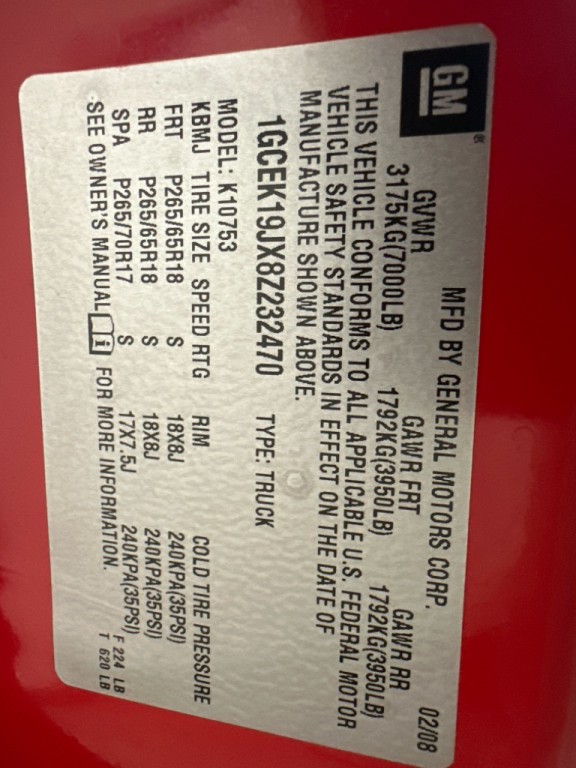 GM®
MFD BY GENERAL MOTORS CORP. 02/08
GVWR GAWR FRT GAWR RR
3175KG(7000LB) 1792KG(3950LB) 1792KG(3950LB)
THIS VEHICLE CONFORMS TO ALL APPLICABLE U.S. FEDERAL MOTOR
VEHICLE SAFETY STANDARDS IN EFFECT ON THE DATE OF
MANUFACTURE SHOWN ABOVE.
1GCEK19JX8Z232470 TYPE: TRUCK
MODEL: K10753
KBMJ TIRE SIZE SPEED RTG RIM COLD TIRE PRESSURE
FRT P265/65R18 S 18X8J 240KPA(35PSI)
RR P265/65R18 S 18X8J 240KPA(35PSI)
SPA P265/70R17 S 17X7.5J 240KPA(35PSI)
SEE OWNER'S MANUAL i FOR MORE INFORMATION.
F 224 LB
T 620 LB